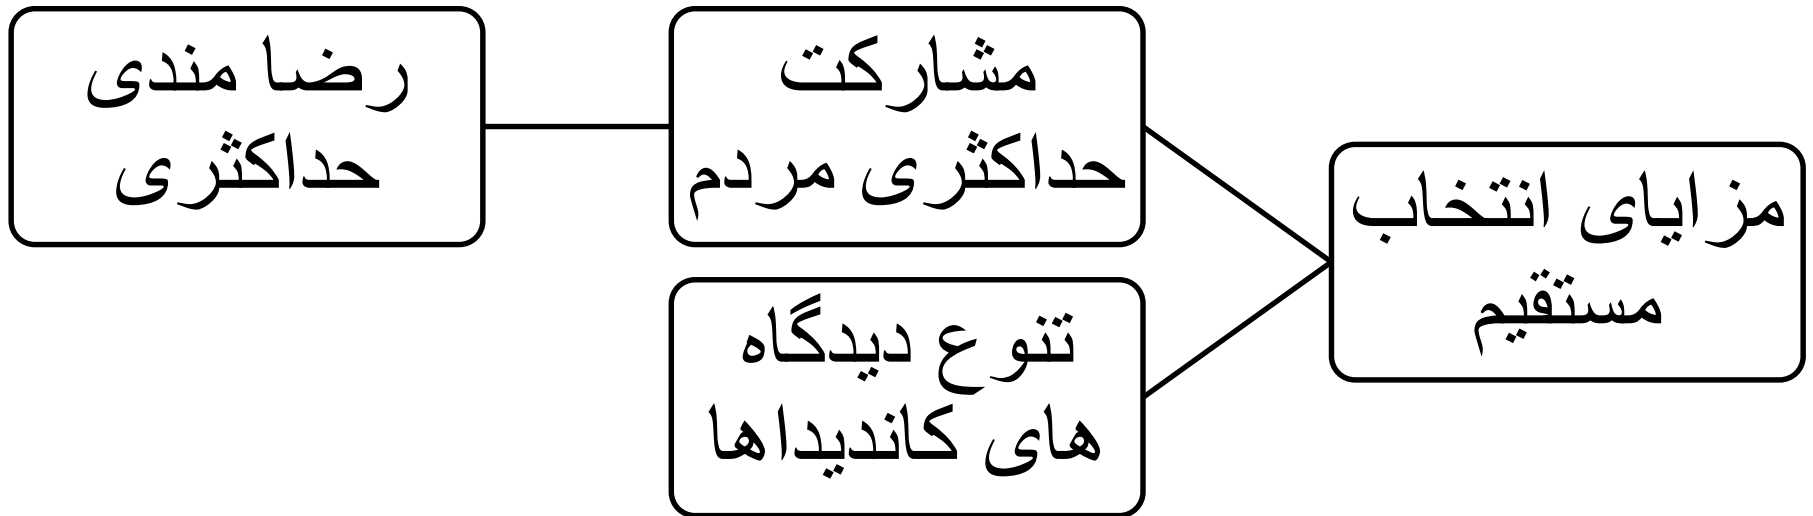 مزایای انتخاب
مستقیم
مشارکت
حداکثری مردم
رضا مندی
حداکثری
تنوع دیدگاه
های کاندیداها